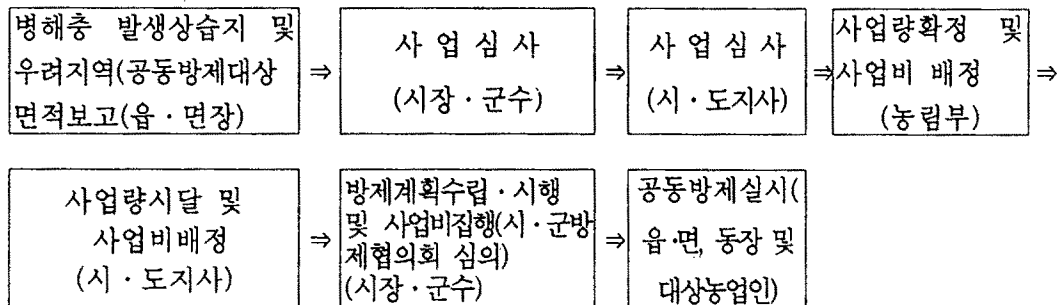 병해충 발생상습지 및
우려지역(공동방제대상
면적보고(읍·면장)
⇒
사 업 심 사
(시장·군수)
⇒
사 업 심 사
(시·도지사)
⇒
사업량확정 및
사업비 배정
(농림부)
⇒
사업량시달 및
사업비배정
(시·도지사)
⇒
방제계획수립·시행
및 사업비집행(시·군방
제협의회 심의)
(시장·군수)
⇒
공동방제실시(
읍·면, 동장 및
대상농업인)